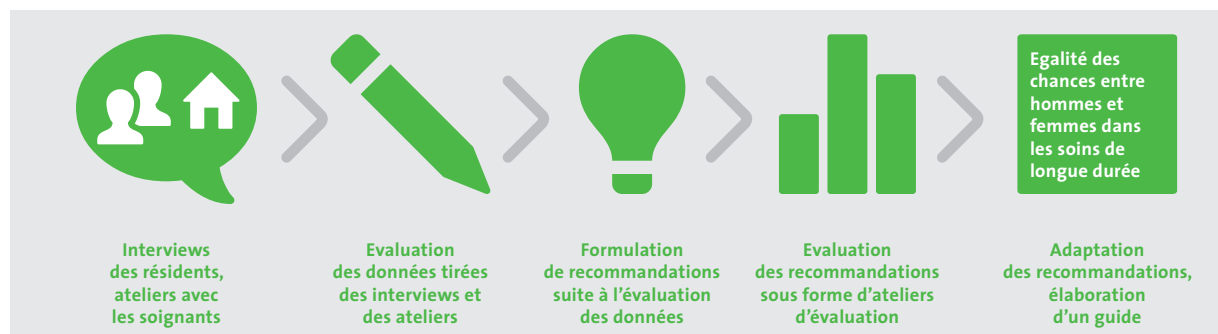 Egalité des
chances entre
hommes et
femmes dans
les soins de
longue durée
Interviews
des résidents,
ateliers avec
les soignants
Evaluation
des données tirées
des interviews et
des ateliers
Formulation
de recommandations
suite à l’évaluation
des données
Evaluation
des recommandations
sous forme d’ateliers
d’évaluation
Adaptation
des recommandations,
élaboration
d’un guide